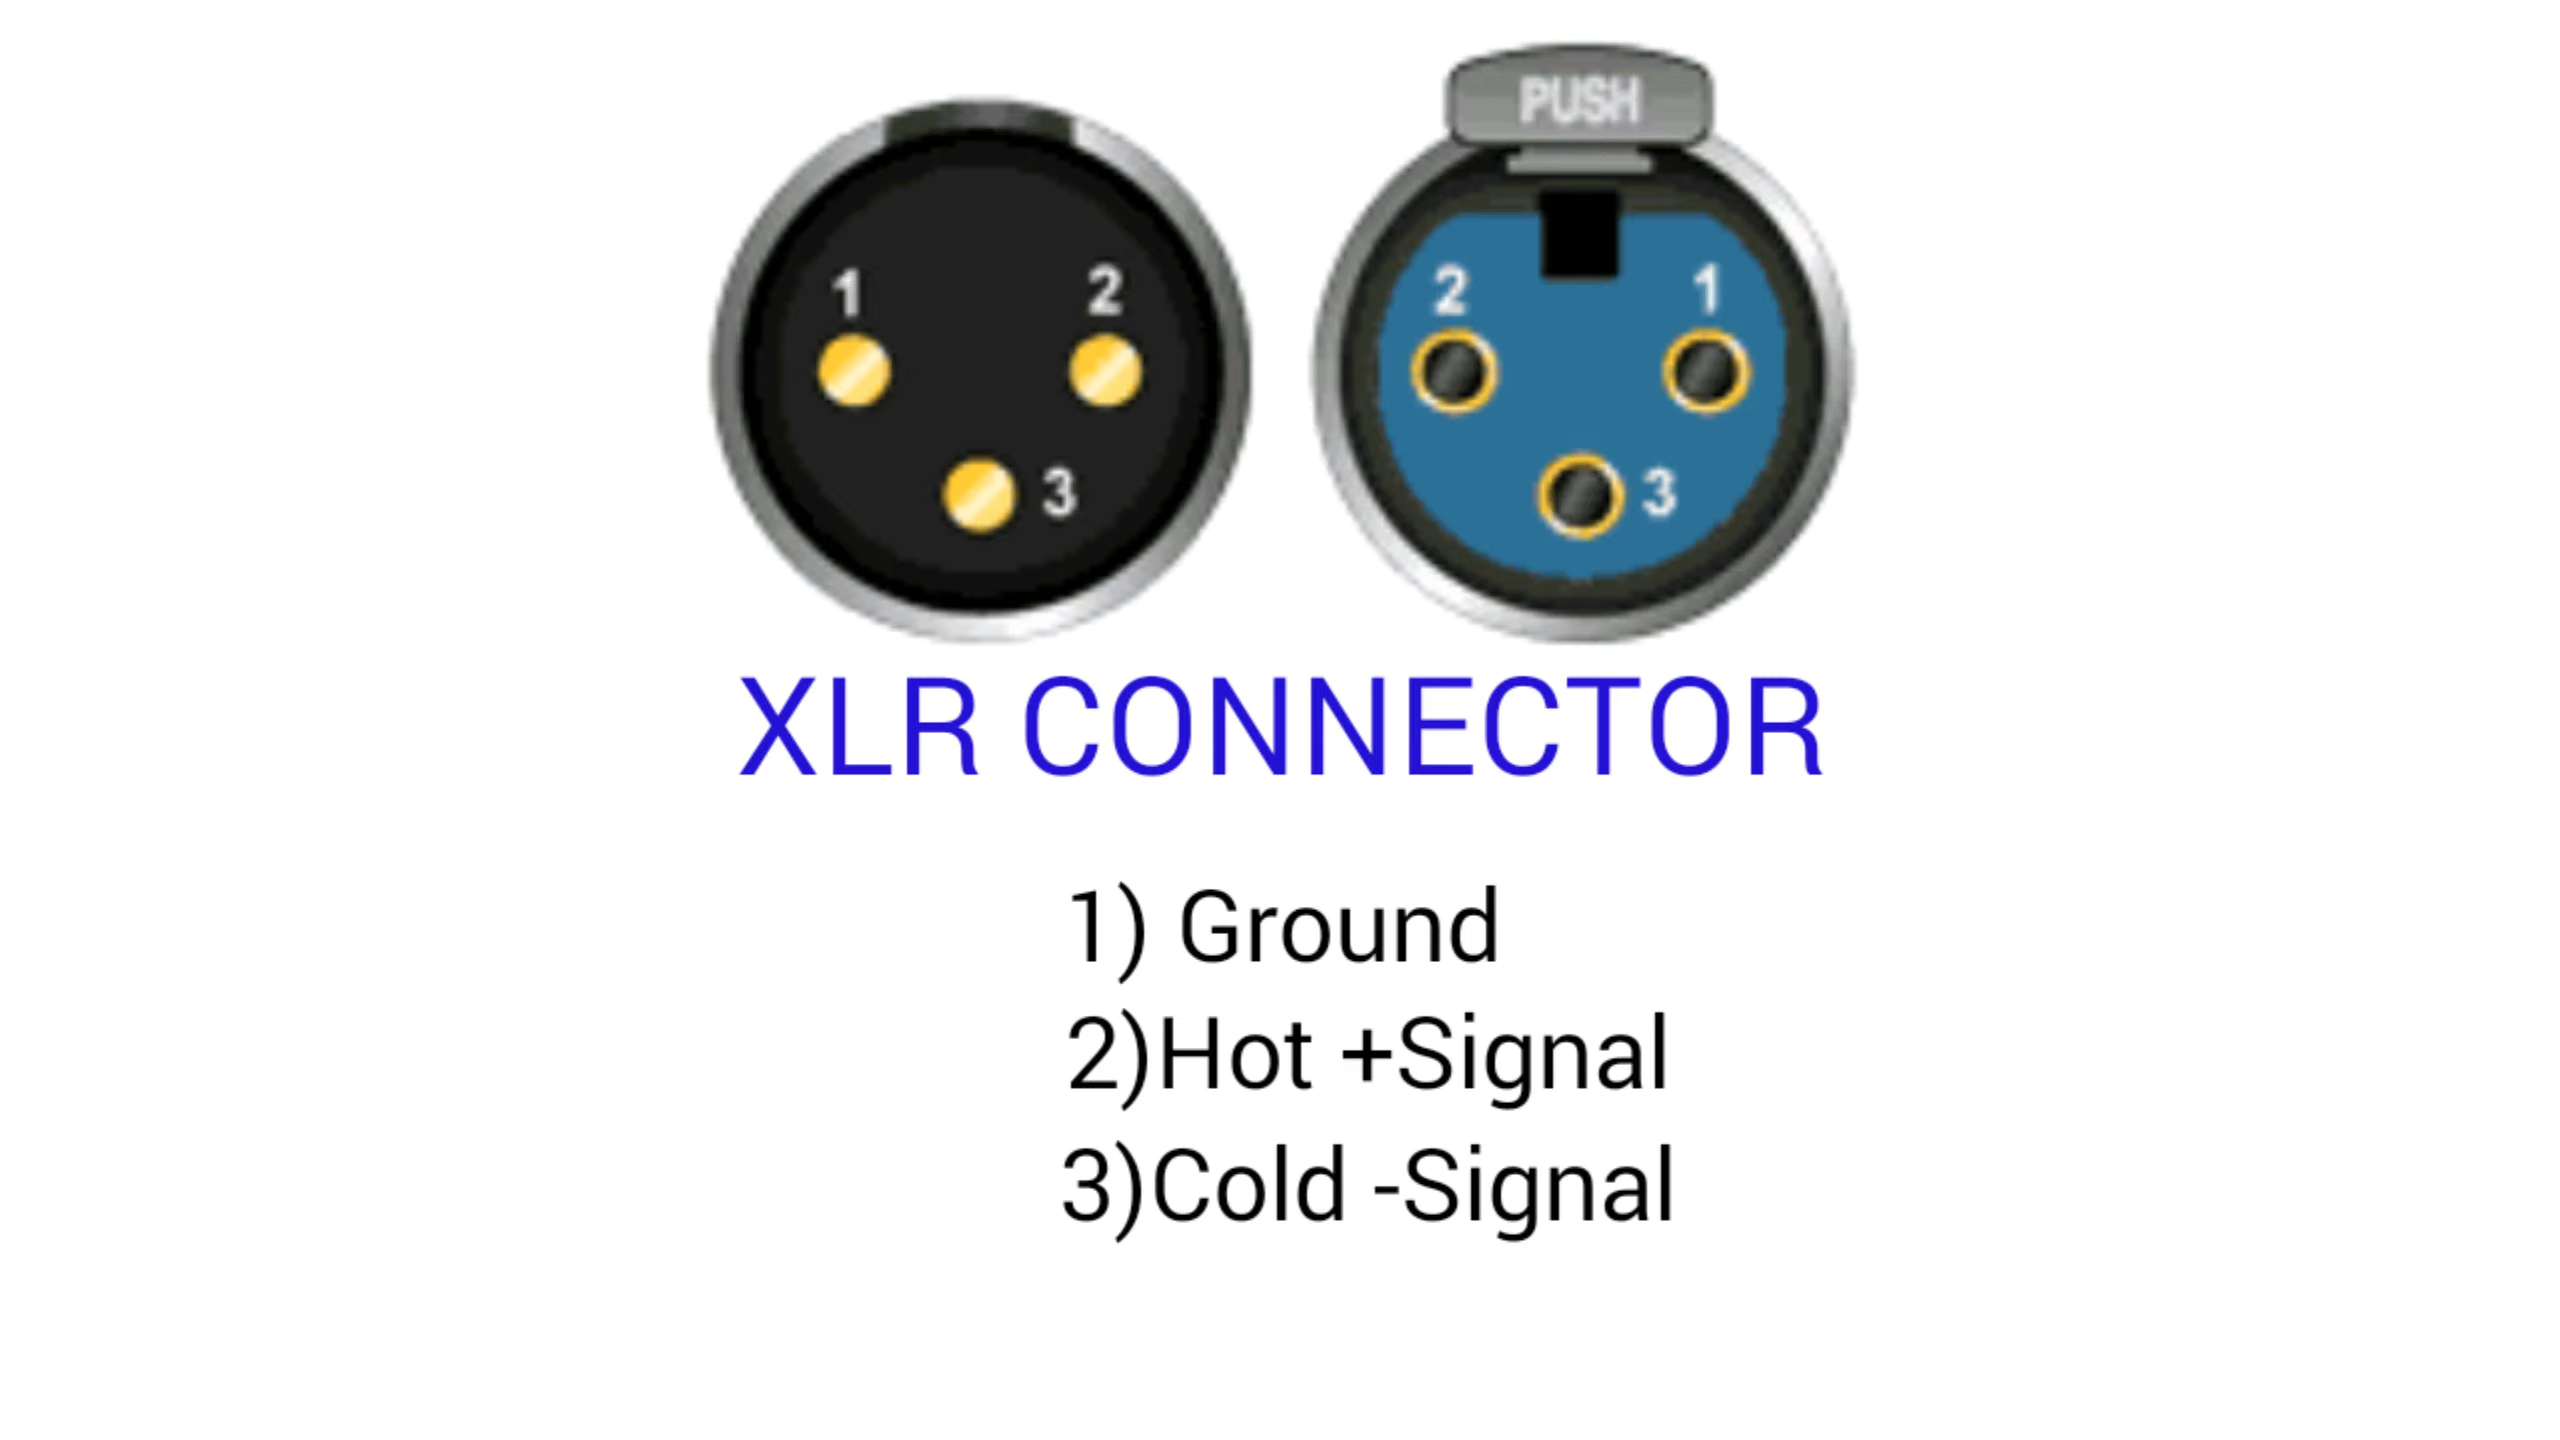 PUSH
1 2
3
2 1
3
XLR CONNECTOR
1) Ground
2)Hot +Signal
3)Cold -Signal